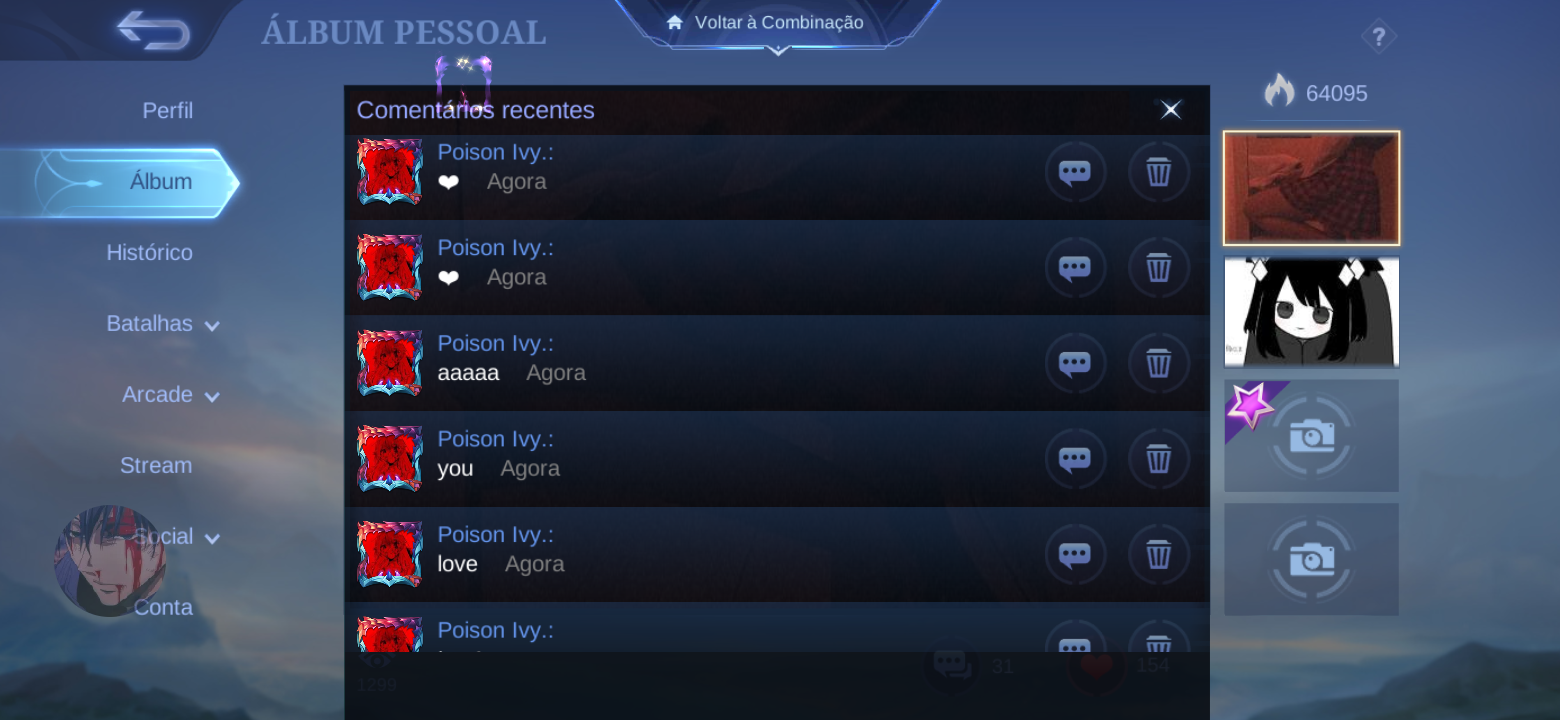 ÁLBUM PESSOAL
Voltar à Combinação
?
Perfil
Álbum
Histórico
Batalhas
Arcade
Stream
Social
Conta
Comentários recentes
Poison Ivy.:
❤ Agora
Poison Ivy.:
❤ Agora
Poison Ivy.:
aaaaa Agora
Poison Ivy.:
you Agora
Poison Ivy.:
love Agora
Poison Ivy.:
1299
31
154
64095